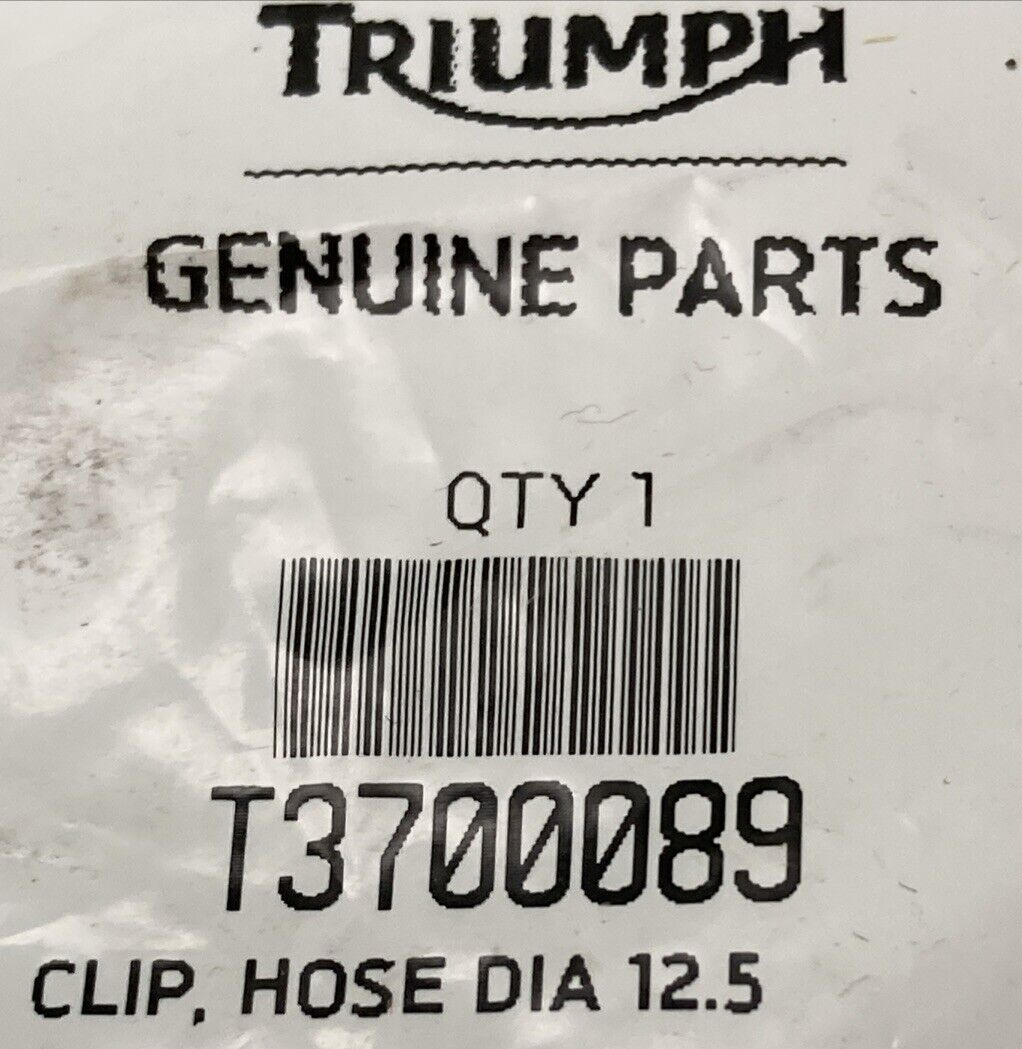 TRIUMPH
GENUINE PARTS
QTY 1
T3700089
CLIP, HOSE DIA 12.5